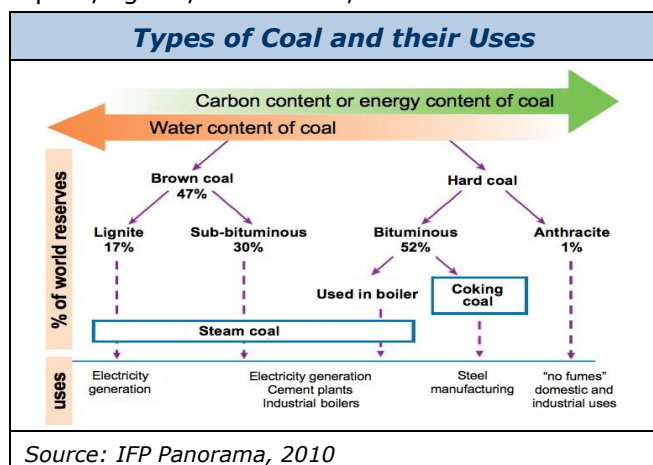 Types of Coal and their Uses
Carbon content or energy content of coal
Water content of coal
% of world reserves
Brown coal
47%
Hard coal
Lignite
17%
Sub-bituminous
30%
Bituminous
52%
Anthracite
1%
Used in boiler
Coking
coal
Steam coal
uses
Electricity
generation
Electricity generation
Cement plants
Industrial boilers
Steel
manufacturing
“no fumes”
domestic and
industrial uses
Source: IFP Panorama, 2010